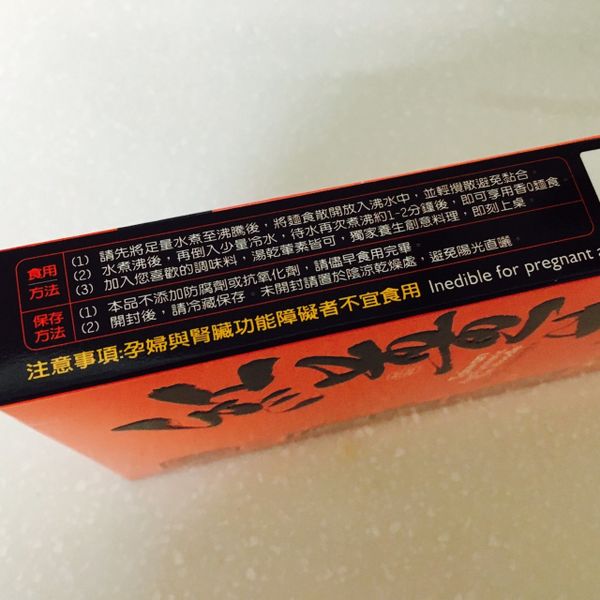 食用方法
(1) 請先將足量水煮至沸騰後，將麵食散開放入沸水中，並輕攪散避免黏合。
(2) 水煮沸後，再倒入少量冷水，待水再次煮沸約1-2分鐘後，即可享用香Q麵食。
(3) 加入您喜歡的調味料，湯乾葷素皆可，獨家養生創意料理，即刻上桌。
保存方法
(1) 本品不添加防腐劑或抗氧化劑，請儘早食用完畢。
(2) 開封後，請冷藏保存。未開封請置於陰涼乾燥處，避免陽光直曬。
注意事項:孕婦與腎臟功能障礙者不宜食用 Inedible for pregnant a